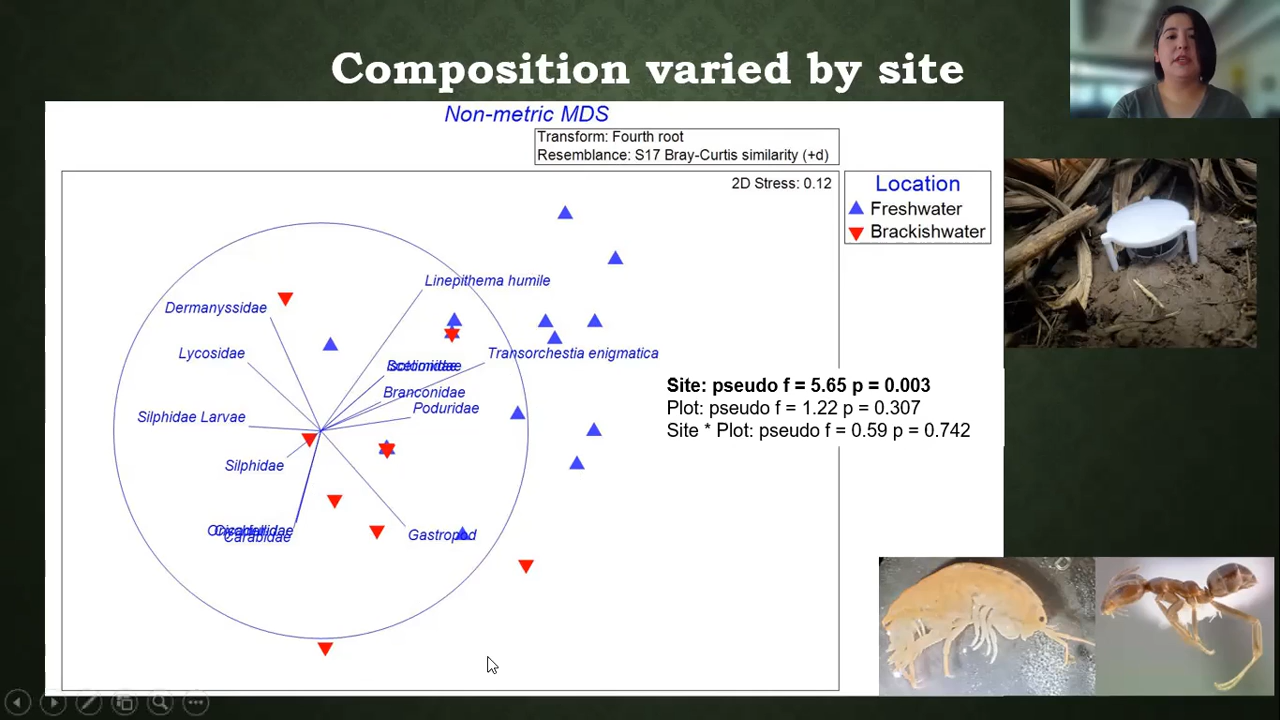 Composition varied by site
Non-metric MDS
Transform: Fourth root
Resemblance: S17 Bray-Curtis similarity (+d)
2D Stress: 0.12
Location
Freshwater
Brackishwater
Linepithema humile
Dermanyssidae
Lycosidae
Transorchestia enigmatica
Branconidae
Poduridae
Silphidae Larvae
Silphidae
Carabidae
Gastropod
Site: pseudo f = 5.65 p = 0.003
Plot: pseudo f = 1.22 p = 0.307
Site * Plot: pseudo f = 0.59 p = 0.742